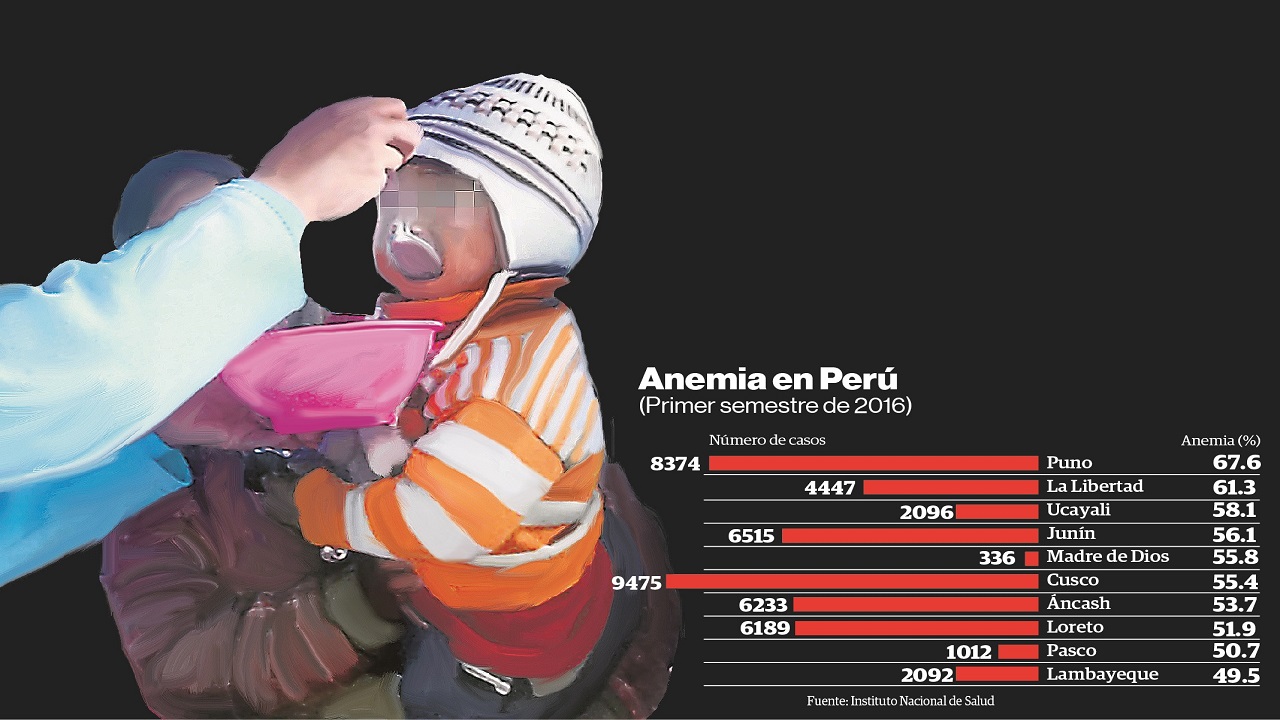 Anemia en Perú
(Primer semestre de 2016)
Número de casos Anemia (%)
8374 Puno 67.6
4447 La Libertad 61.3
2096 Ucayali 58.1
6515 Junín 56.1
336 Madre de Dios 55.8
9475 Cusco 55.4
6233 Áncash 53.7
6189 Loreto 51.9
1012 Pasco 50.7
2092 Lambayeque 49.5
Fuente: Instituto Nacional de Salud